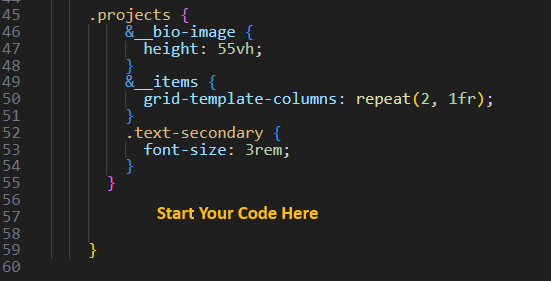 45 .projects {
46 &__bio-image {
47 height: 55vh;
48 }
49 &__items {
50 grid-template-columns: repeat(2, 1fr);
51 }
52 .text-secondary {
53 font-size: 3rem;
54 }
55 }
56
57 Start Your Code Here
58
59 }
60